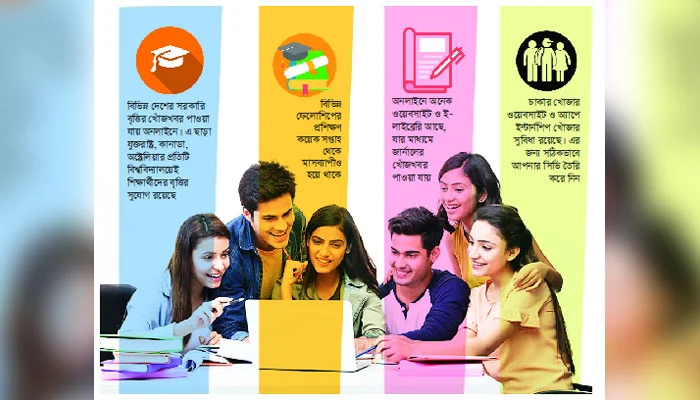 বিভিন্ন দেশের সরকারি
বৃত্তির খোঁজখবর পাওয়া
যায় অনলাইনে। এ ছাড়া
যুক্তরাষ্ট্র, কানাডা,
অস্ট্রেলিয়ার প্রতিটি
বিশ্ববিদ্যালয়েই
শিক্ষার্থীদের বৃত্তির
সুযোগ রয়েছে
বিভিন্ন
ফেলোশিপের
প্রশিক্ষণ
কয়েক সপ্তাহ
থেকে
মাসব্যাপীও
হয়ে থাকে
অনলাইনে অনেক
ওয়েবসাইট ও ই-
লাইব্রেরি আছে,
যার মাধ্যমে
জার্নালের
খোঁজখবর
পাওয়া যায়
চাকার খোঁজার
ওয়েবসাইট ও অ্যাপে
ইন্টার্নশিপ খোঁজার
সুবিধা রয়েছে। এর
জন্য সঠিকভাবে
আপনার সিভি তৈরি
করে নিন